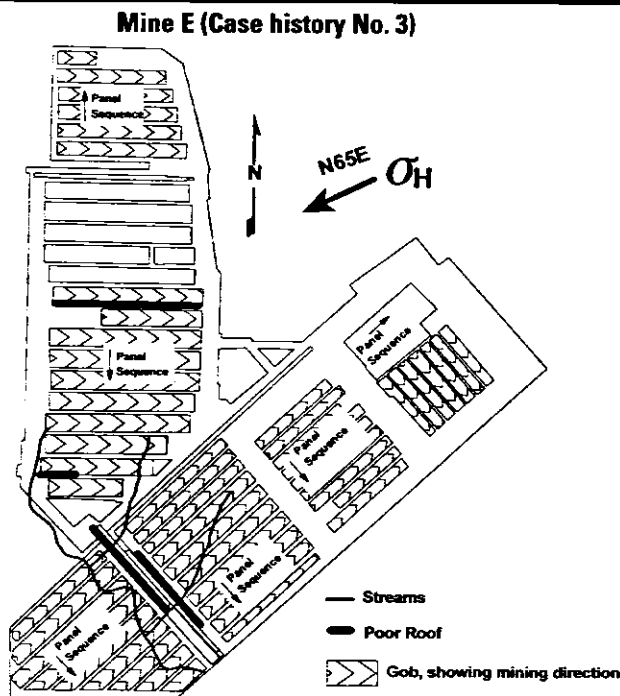 Mine E (Case history No. 3)
Panel
Sequence
N
N65E
σH
Panel
Sequence
Panel
Sequence
Panel
Sequence
Panel
Sequence
Panel
Sequence
Streams
Poor Roof
Gob, showing mining direction